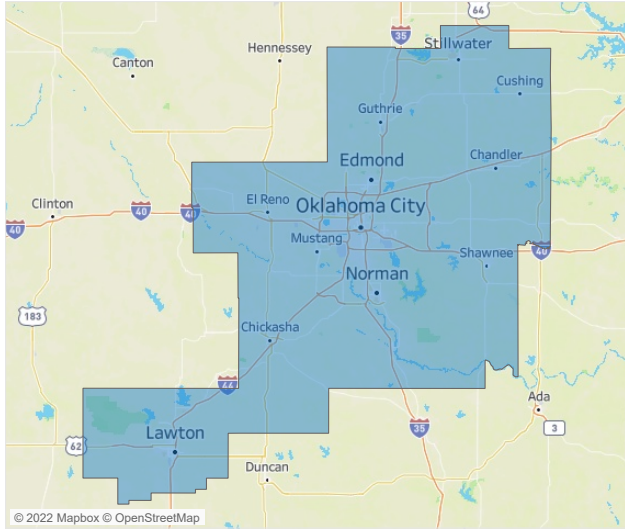 64
35
Stillwater
Hennessey
Canton
Cushing
Guthrie
Edmond
Chandler
El Reno
Oklahoma City
Clinton
40
40
40
Mustang
Shawnee
40
Norman
183
Chickasha
44
Ada
35
3
Lawton
62
Duncan
© 2022 Mapbox © OpenStreetMap